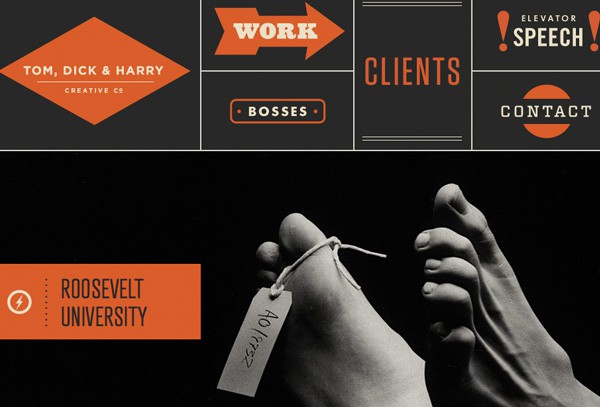 TOM, DICK & HARRY
CREATIVE Cº
WORK
BOSSES
CLIENTS
ELEVATOR
SPEECH
CONTACT
ROOSEVELT
UNIVERSITY